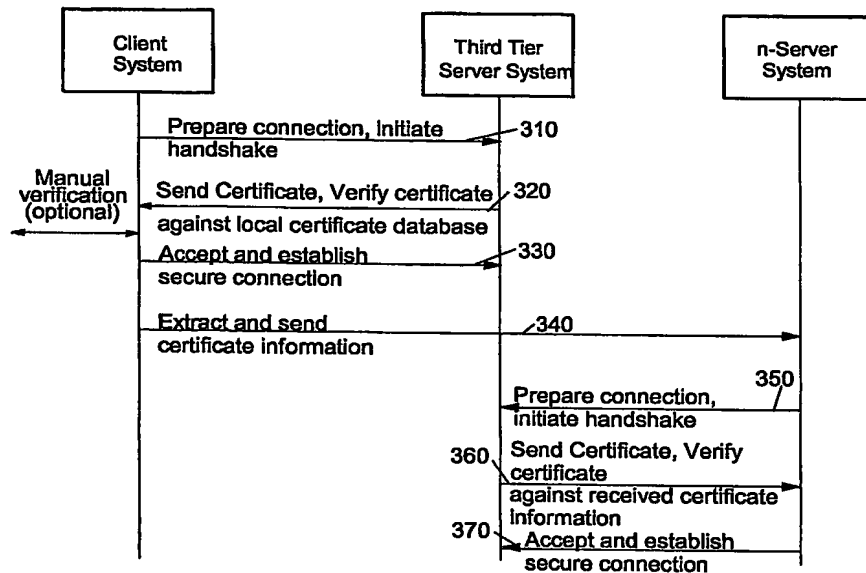 Client
System
Third Tier
Server System
n-Server
System
Prepare connection, initiate
handshake
310
Manual
verification
(optional)
Send Certificate, Verify certificate
320
against local certificate database
Accept and establish
secure connection
330
Extract and send
certificate information
340
350
Prepare connection,
initiate handshake
360
Send Certificate, Verify
certificate
against received certificate
information
370
Accept and establish
secure connection